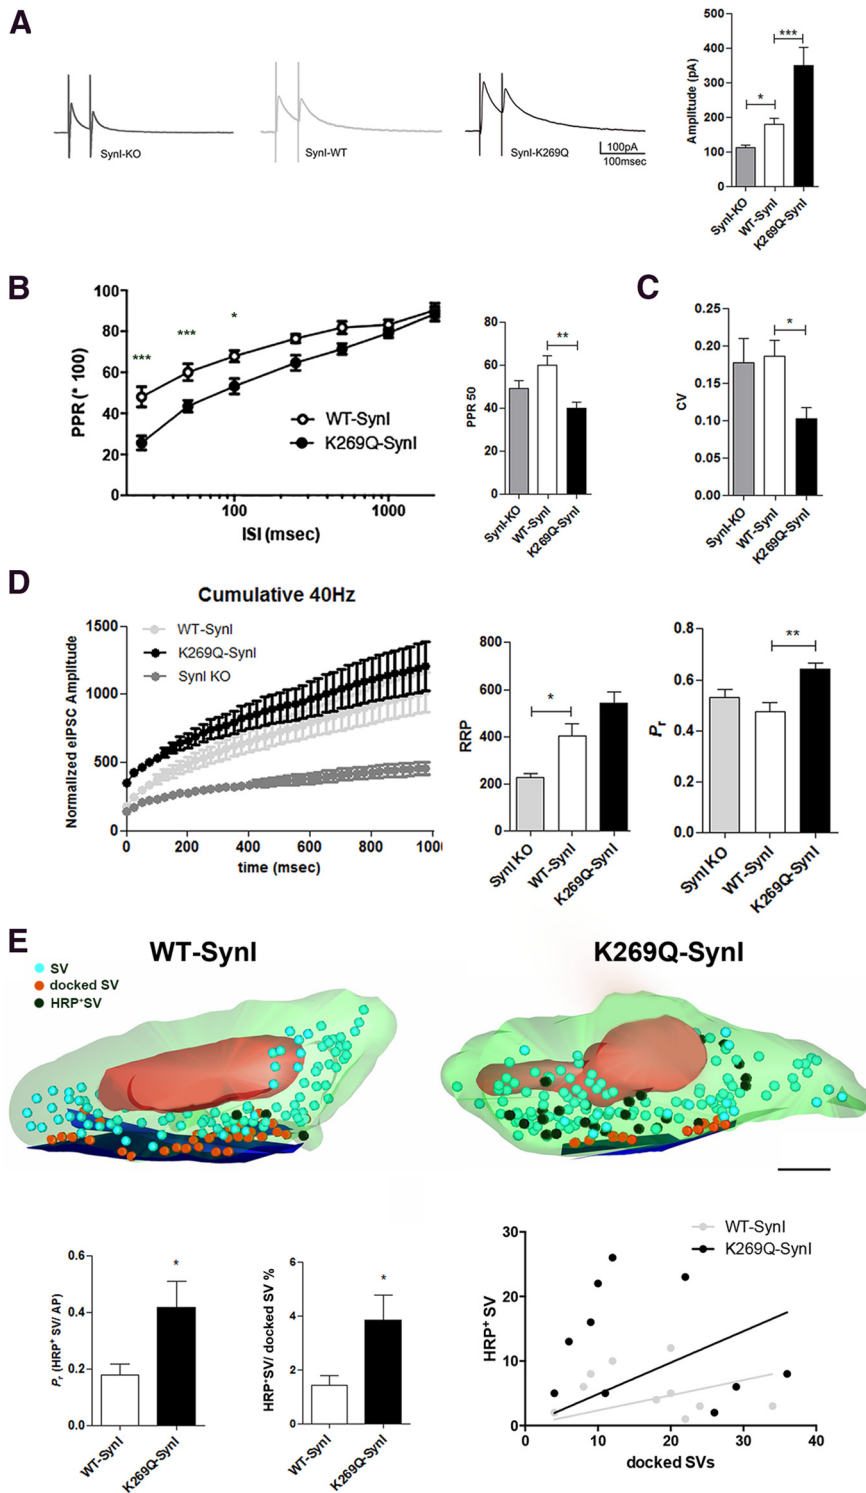 A
SynI-KO
SynI-WT
SynI-K269Q
100pA
100msec
Amplitude (pA)
500
400
300
200
100
0
*
***
SynI-KO
WT-SynI
K269Q-SynI
B
PPR (* 100)
100
80
60
40
20
0
***
***
*
WT-SynI
K269Q-SynI
100
1000
ISI (msec)
PPR 50
80
60
40
20
0
**
SynI-KO
WT-SynI
K269Q-SynI
C
CV
0.25
0.20
0.15
0.10
0.05
0.00
*
SynI-KO
WT-SynI
K269Q-SynI
D
Cumulative 40Hz
Normalized eIPSC Amplitude
1500
1000
500
0
WT-SynI
K269Q-SynI
SynI KO
0
200
400
600
800
1000
time (msec)
RRP
800
600
400
200
0
*
SynI KO
WT-SynI
K269Q-SynI
Pr
0.8
0.6
0.4
0.2
0.0
**
SynI KO
WT-SynI
K269Q-SynI
E
WT-SynI
K269Q-SynI
SV
docked SV
HRP+SV
Pr (HRP+ SV/ AP)
0.6
0.4
0.2
0.0
*
WT-SynI
K269Q-SynI
HRP+SV/ docked SV %
6
4
2
0
*
WT-SynI
K269Q-SynI
HRP+ SV
30
20
10
0
WT-SynI
K269Q-SynI
0
10
20
30
40
docked SVs